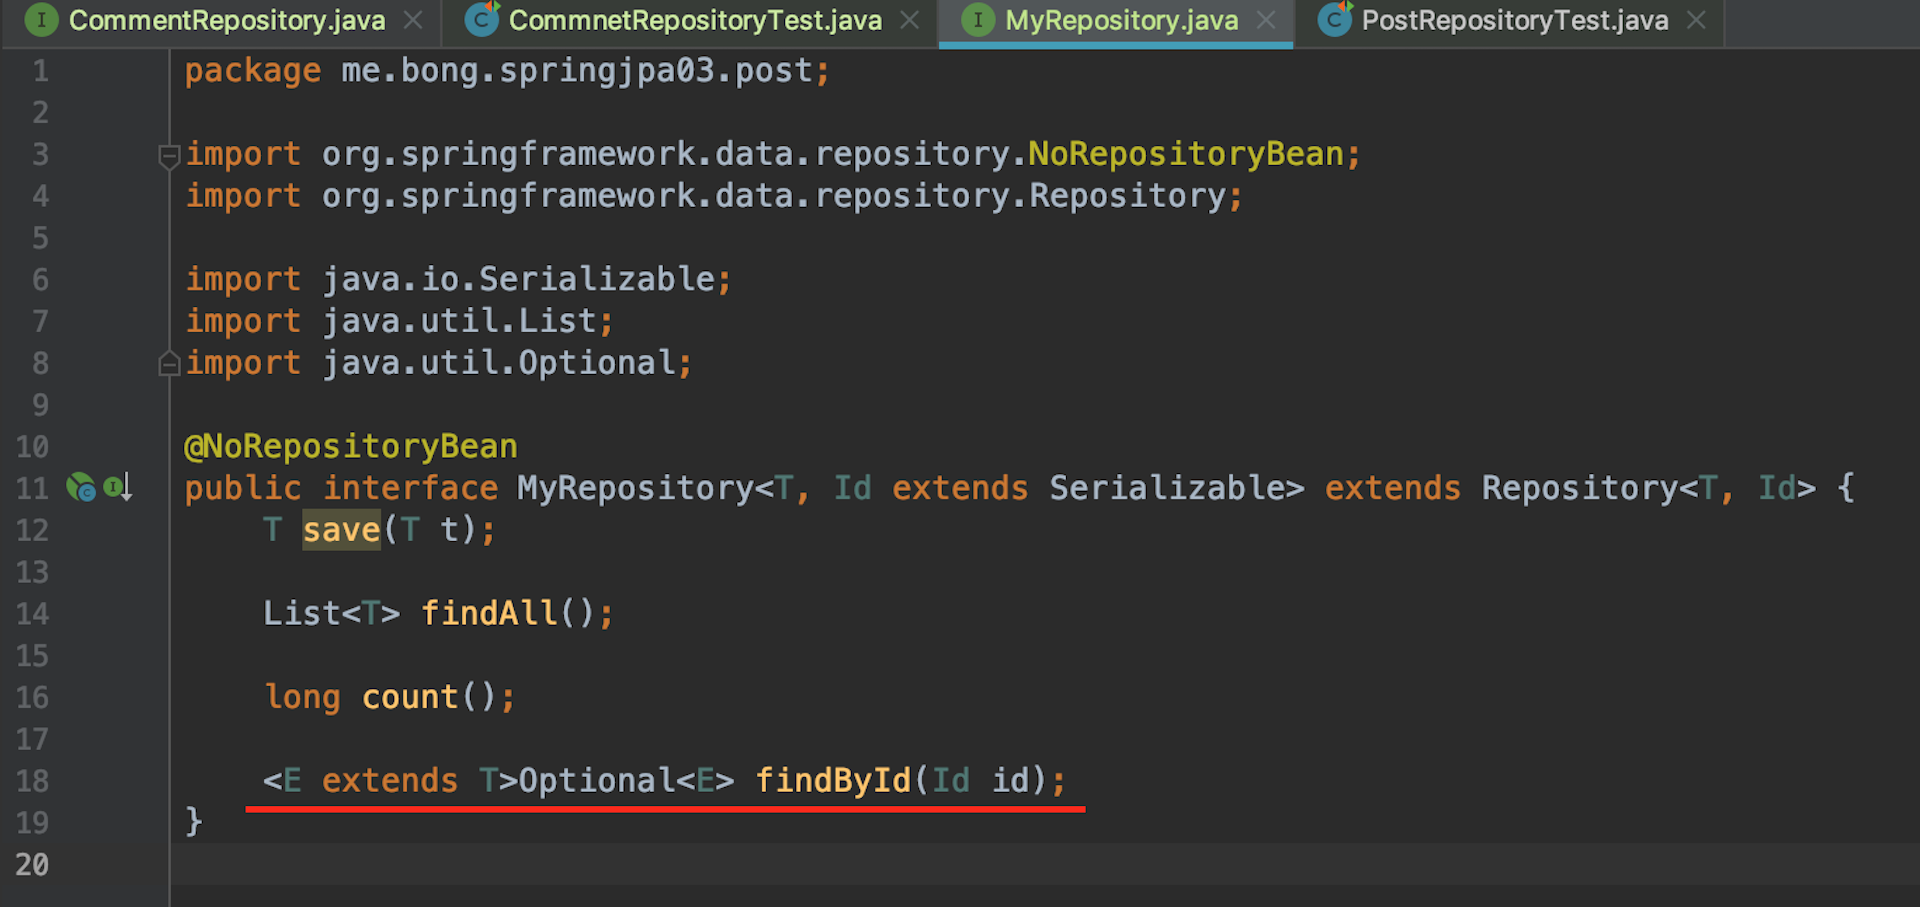 CommentRepository.java CommnetRepositoryTest.java MyRepository.java PostRepositoryTest.java
1 package me.bong.springjpa03.post;
2
3 import org.springframework.data.repository.NoRepositoryBean;
4 import org.springframework.data.repository.Repository;
5
6 import java.io.Serializable;
7 import java.util.List;
8 import java.util.Optional;
9
10 @NoRepositoryBean
11 public interface MyRepository<T, Id extends Serializable> extends Repository<T, Id> {
12     T save(T t);
13
14     List<T> findAll();
15
16     long count();
17
18     <E extends T>Optional<E> findById(Id id);
19 }
20